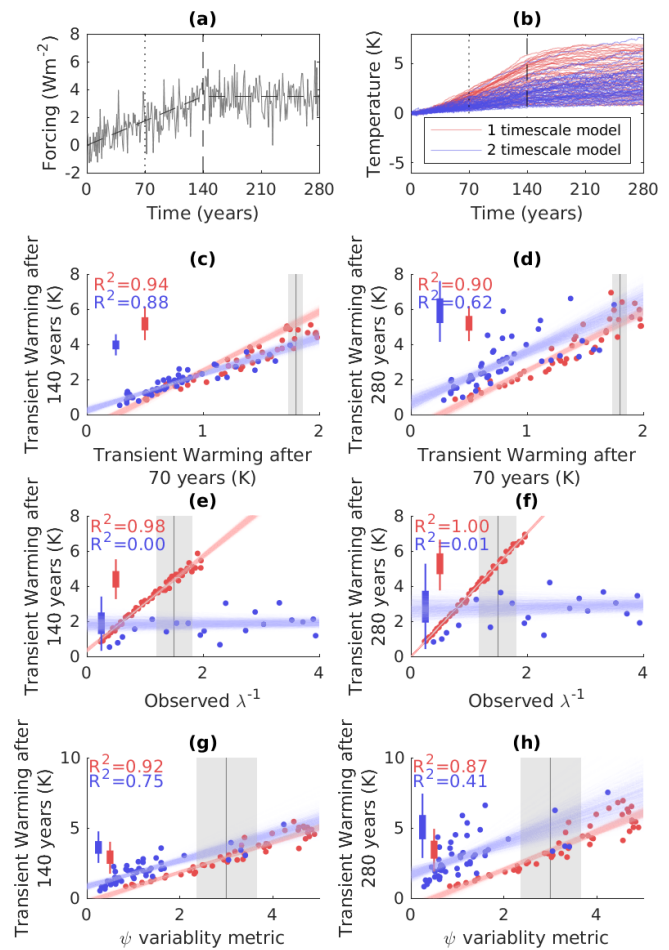 (a)
Forcing (Wm-2)
8
6
4
2
0
-2
0 70 140 210 280
Time (years)
(b)
Temperature (K)
5
0
-5
1 timescale model
2 timescale model
0 70 140 210 280
Time (years)
(c)
Transient Warming after
140 years (K)
8
6
4
2
0
R2=0.94
R2=0.88
0 1 2
Transient Warming after
70 years (K)
(d)
Transient Warming after
280 years (K)
8
6
4
2
0
R2=0.90
R2=0.62
0 1 2
Transient Warming after
70 years (K)
(e)
Transient Warming after
140 years (K)
8
6
4
2
0
R2=0.98
R2=0.00
0 2 4
Observed λ-1
(f)
Transient Warming after
280 years (K)
8
6
4
2
0
R2=1.00
R2=0.01
0 2 4
Observed λ-1
(g)
Transient Warming after
140 years (K)
10
5
0
R2=0.92
R2=0.75
0 2 4
ψ variablity metric
(h)
Transient Warming after
280 years (K)
10
5
0
R2=0.87
R2=0.41
0 2 4
ψ variablity metric